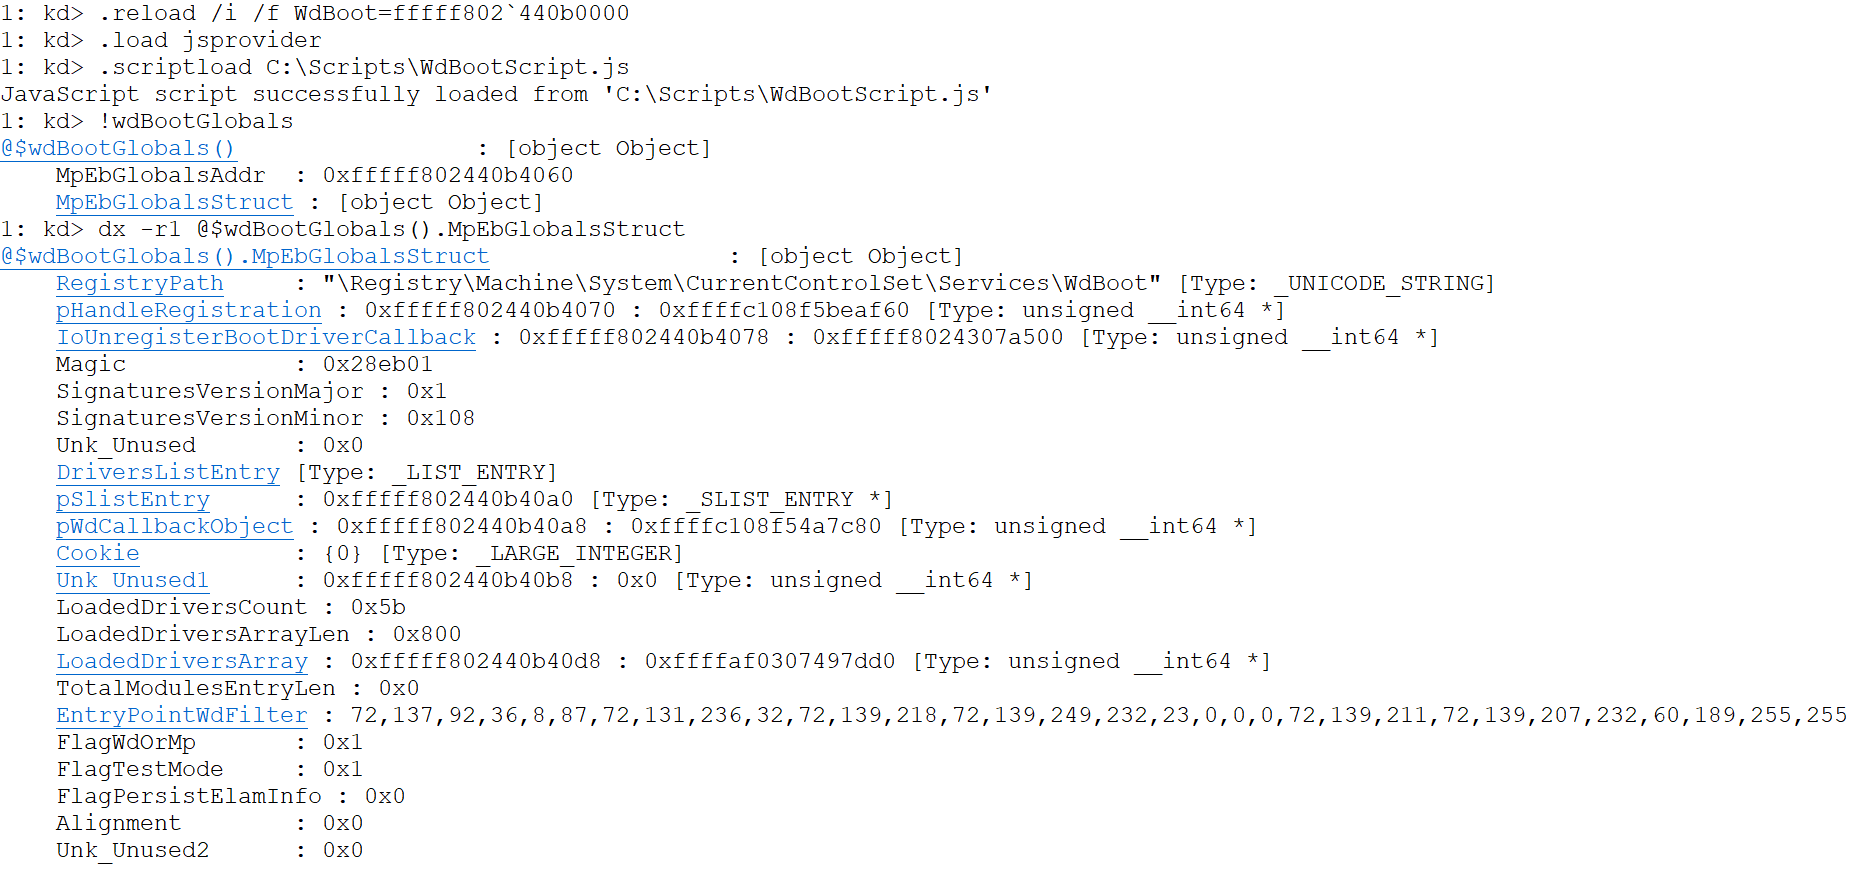 1: kd> .reload /i /f WdBoot=fffff802`440b0000
1: kd> .load jsprovider
1: kd> .scriptload C:\Scripts\WdBootScript.js
JavaScript script successfully loaded from 'C:\Scripts\WdBootScript.js'
1: kd> !wdBootGlobals
@$wdBootGlobals()                 : [object Object]
    MpEbGlobalsAddr  : 0xfffff802440b4060
    MpEbGlobalsStruct : [object Object]
1: kd> dx -r1 @$wdBootGlobals().MpEbGlobalsStruct
@$wdBootGlobals().MpEbGlobalsStruct                 : [object Object]
    RegistryPath     : "\Registry\Machine\System\CurrentControlSet\Services\WdBoot" [Type: _UNICODE_STRING]
    pHandleRegistration : 0xfffff802440b4070 : 0xffffc108f5beaf60 [Type: unsigned __int64 *]
    IoUnregisterBootDriverCallback : 0xfffff802440b4078 : 0xfffff8024307a500 [Type: unsigned __int64 *]
    Magic            : 0x28eb01
    SignaturesVersionMajor : 0x1
    SignaturesVersionMinor : 0x108
    Unk_Unused       : 0x0
    DriversListEntry [Type: _LIST_ENTRY]
    pSlistEntry      : 0xfffff802440b40a0 [Type: _SLIST_ENTRY *]
    pWdCallbackObject : 0xfffff802440b40a8 : 0xffffc108f54a7c80 [Type: unsigned __int64 *]
    Cookie           : {0} [Type: _LARGE_INTEGER]
    Unk_Unused1      : 0xfffff802440b40b8 : 0x0 [Type: unsigned __int64 *]
    LoadedDriversCount : 0x5b
    LoadedDriversArrayLen : 0x800
    LoadedDriversArray : 0xfffff802440b40d8 : 0xffffaf0307497dd0 [Type: unsigned __int64 *]
    TotalModulesEntryLen : 0x0
    EntryPointWdFilter : 72,137,92,36,8,87,72,131,236,32,72,139,218,72,139,249,232,23,0,0,0,72,139,211,72,139,207,232,60,189,255,255
    FlagWdOrMp       : 0x1
    FlagTestMode     : 0x1
    FlagPersistElamInfo : 0x0
    Alignment        : 0x0
    Unk_Unused2      : 0x0